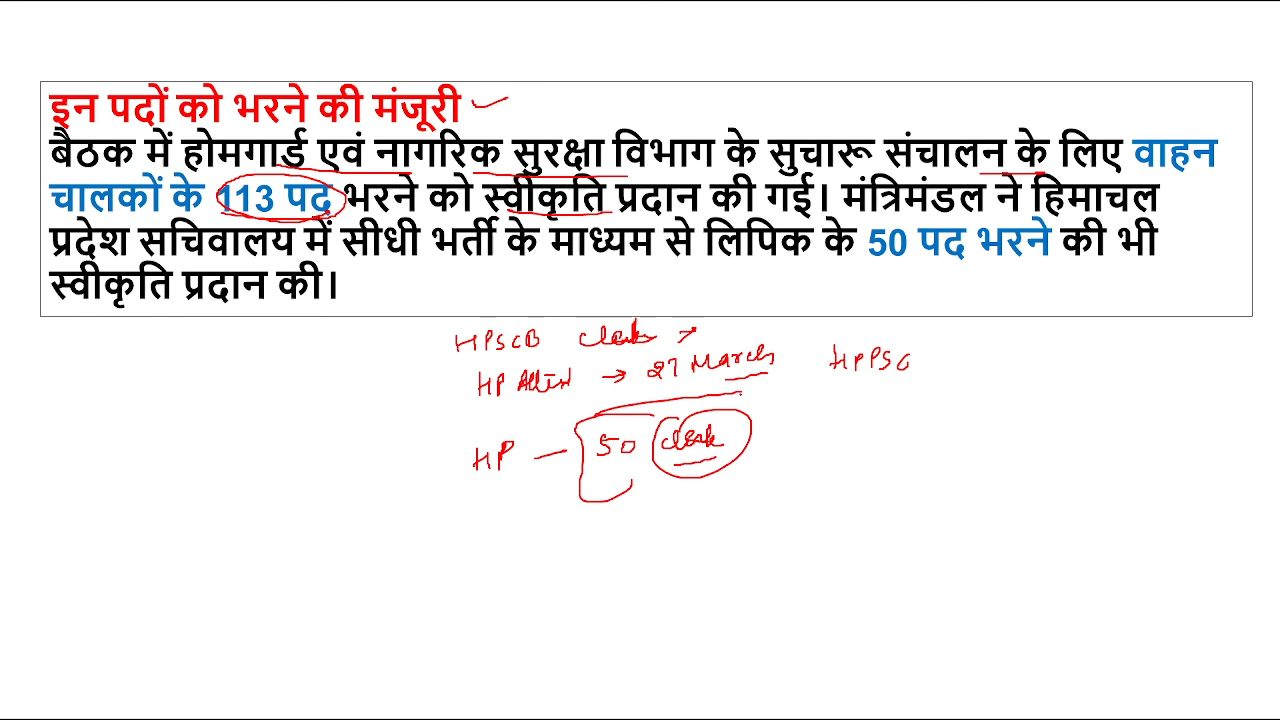 इन पदों को भरने की मंजूरी
बैठक में होमगार्ड एवं नागरिक सुरक्षा विभाग के सुचारू संचालन के लिए वाहन
चालकों के 113 पद भरने को स्वीकृति प्रदान की गई। मंत्रिमंडल ने हिमाचल
प्रदेश सचिवालय में सीधी भर्ती के माध्यम से लिपिक के 50 पद भरने की भी
स्वीकृति प्रदान की।
HPSCB Clerk
HP → 27 March HPPSC
HP — 50 clerk